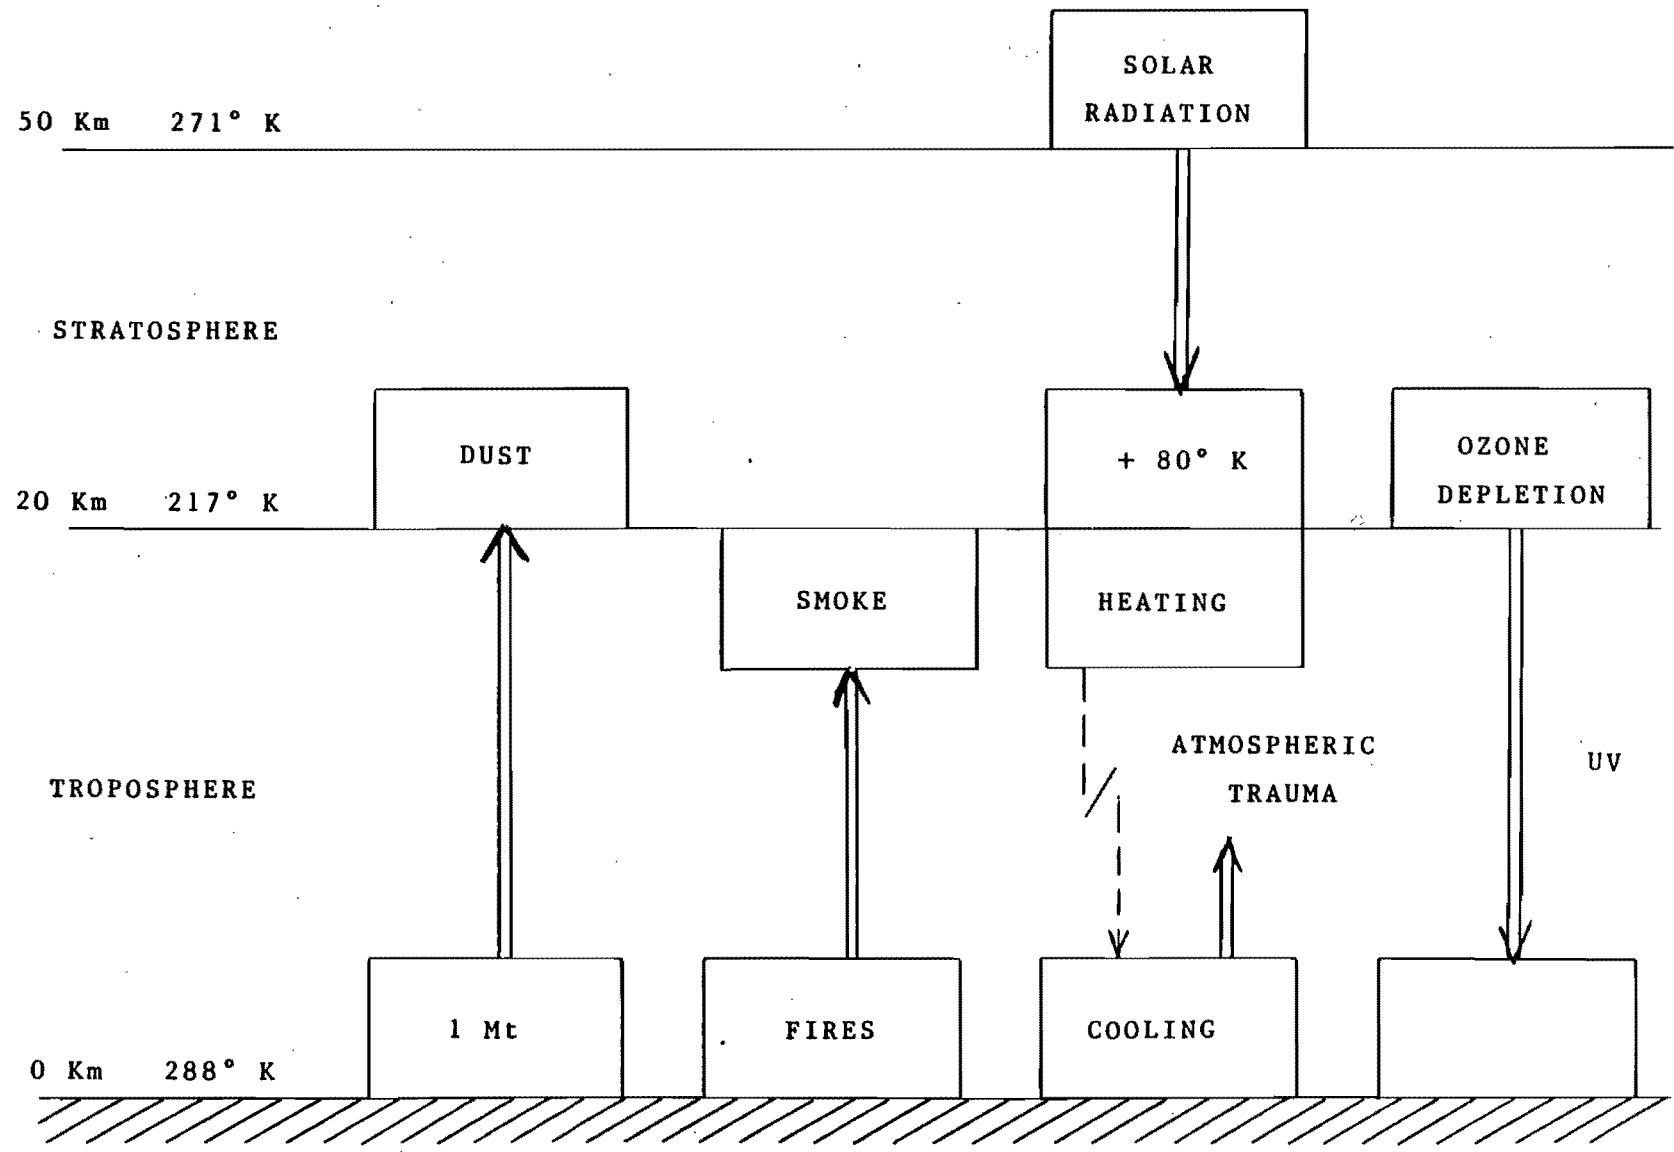 SOLAR
RADIATION
50 Km 271° K
STRATOSPHERE
DUST
+ 80° K
OZONE
DEPLETION
20 Km 217° K
SMOKE
HEATING
ATMOSPHERIC
TRAUMA
UV
TROPOSPHERE
1 Mt
FIRES
COOLING
0 Km 288° K